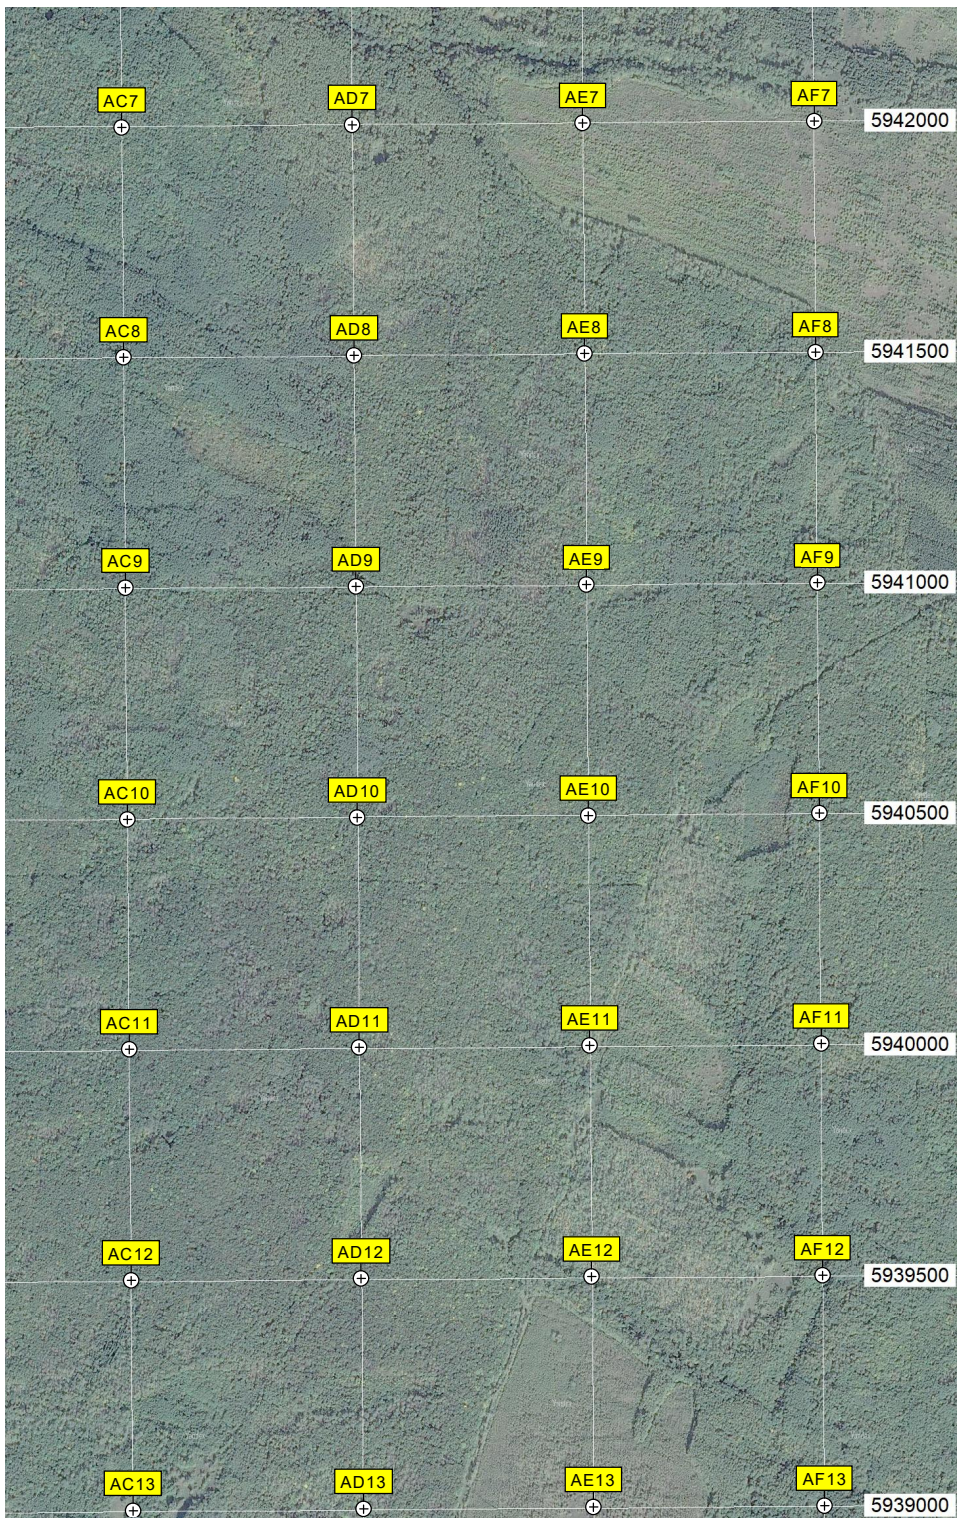 AC7 AD7 AE7 AF7
5942000
AC8 AD8 AE8 AF8
5941500
AC9 AD9 AE9 AF9
5941000
AC10 AD10 AE10 AF10
5940500
AC11 AD11 AE11 AF11
5940000
AC12 AD12 AE12 AF12
5939500
AC13 AD13 AE13 AF13
5939000